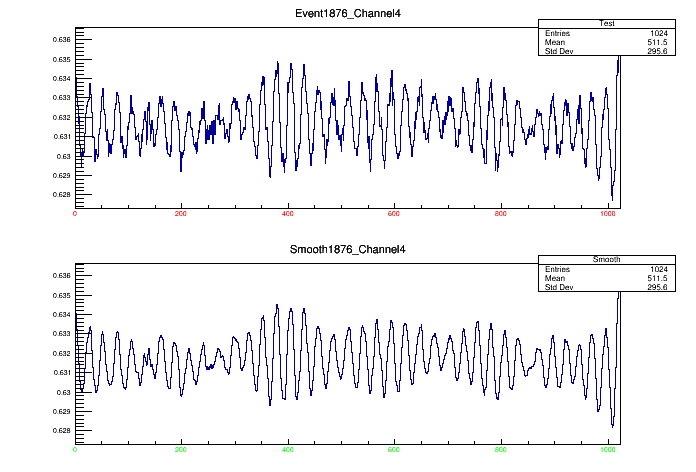 Event1876_Channel4
Test
Entries 1024
Mean 511.5
Std Dev 295.6
0.636
0.635
0.634
0.633
0.632
0.631
0.63
0.629
0.628
0 200 400 600 800 1000
Smooth1876_Channel4
Smooth
Entries 1024
Mean 511.5
Std Dev 295.6
0.636
0.635
0.634
0.633
0.632
0.631
0.63
0.629
0.628
0 200 400 600 800 1000